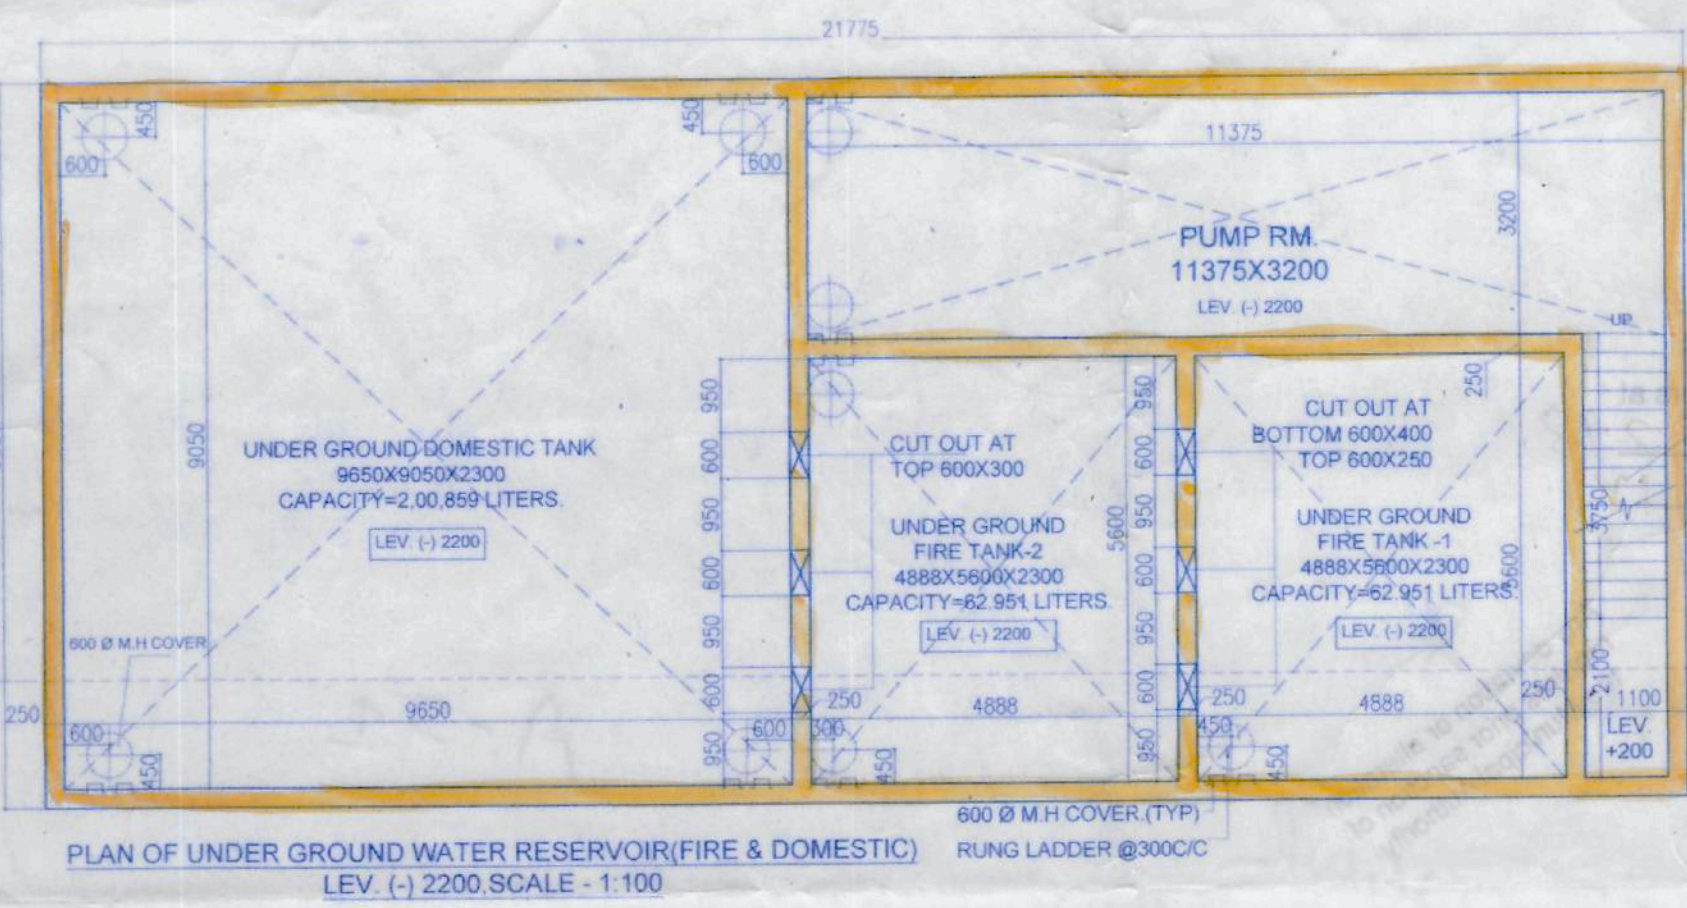 21775
450
600
450
600
11375
3200
PUMP RM.
11375X3200
LEV. (-) 2200
UP
9050
UNDER GROUND DOMESTIC TANK
9650X9050X2300
CAPACITY=2,00,859 LITERS.
LEV. (-) 2200
950
600
950
600
950
600
950
CUT OUT AT
TOP 600X300
UNDER GROUND
FIRE TANK-2
4888X5600X2300
CAPACITY=62.951 LITERS.
LEV. (-) 2200
5600
950
600
950
600
950
600
950
250
CUT OUT AT
BOTTOM 600X400
TOP 600X250
UNDER GROUND
FIRE TANK -1
4888X5600X2300
CAPACITY=62.951 LITERS.
LEV. (-) 2200
5600
3750
2100
600 Ø M.H COVER
250
9650
250
4888
250
4888
250
1100
LEV.
+200
600
450
600
300
450
450
450
600 Ø M.H COVER.(TYP)
RUNG LADDER @300C/C
PLAN OF UNDER GROUND WATER RESERVOIR(FIRE & DOMESTIC)
LEV. (-) 2200.SCALE - 1:100